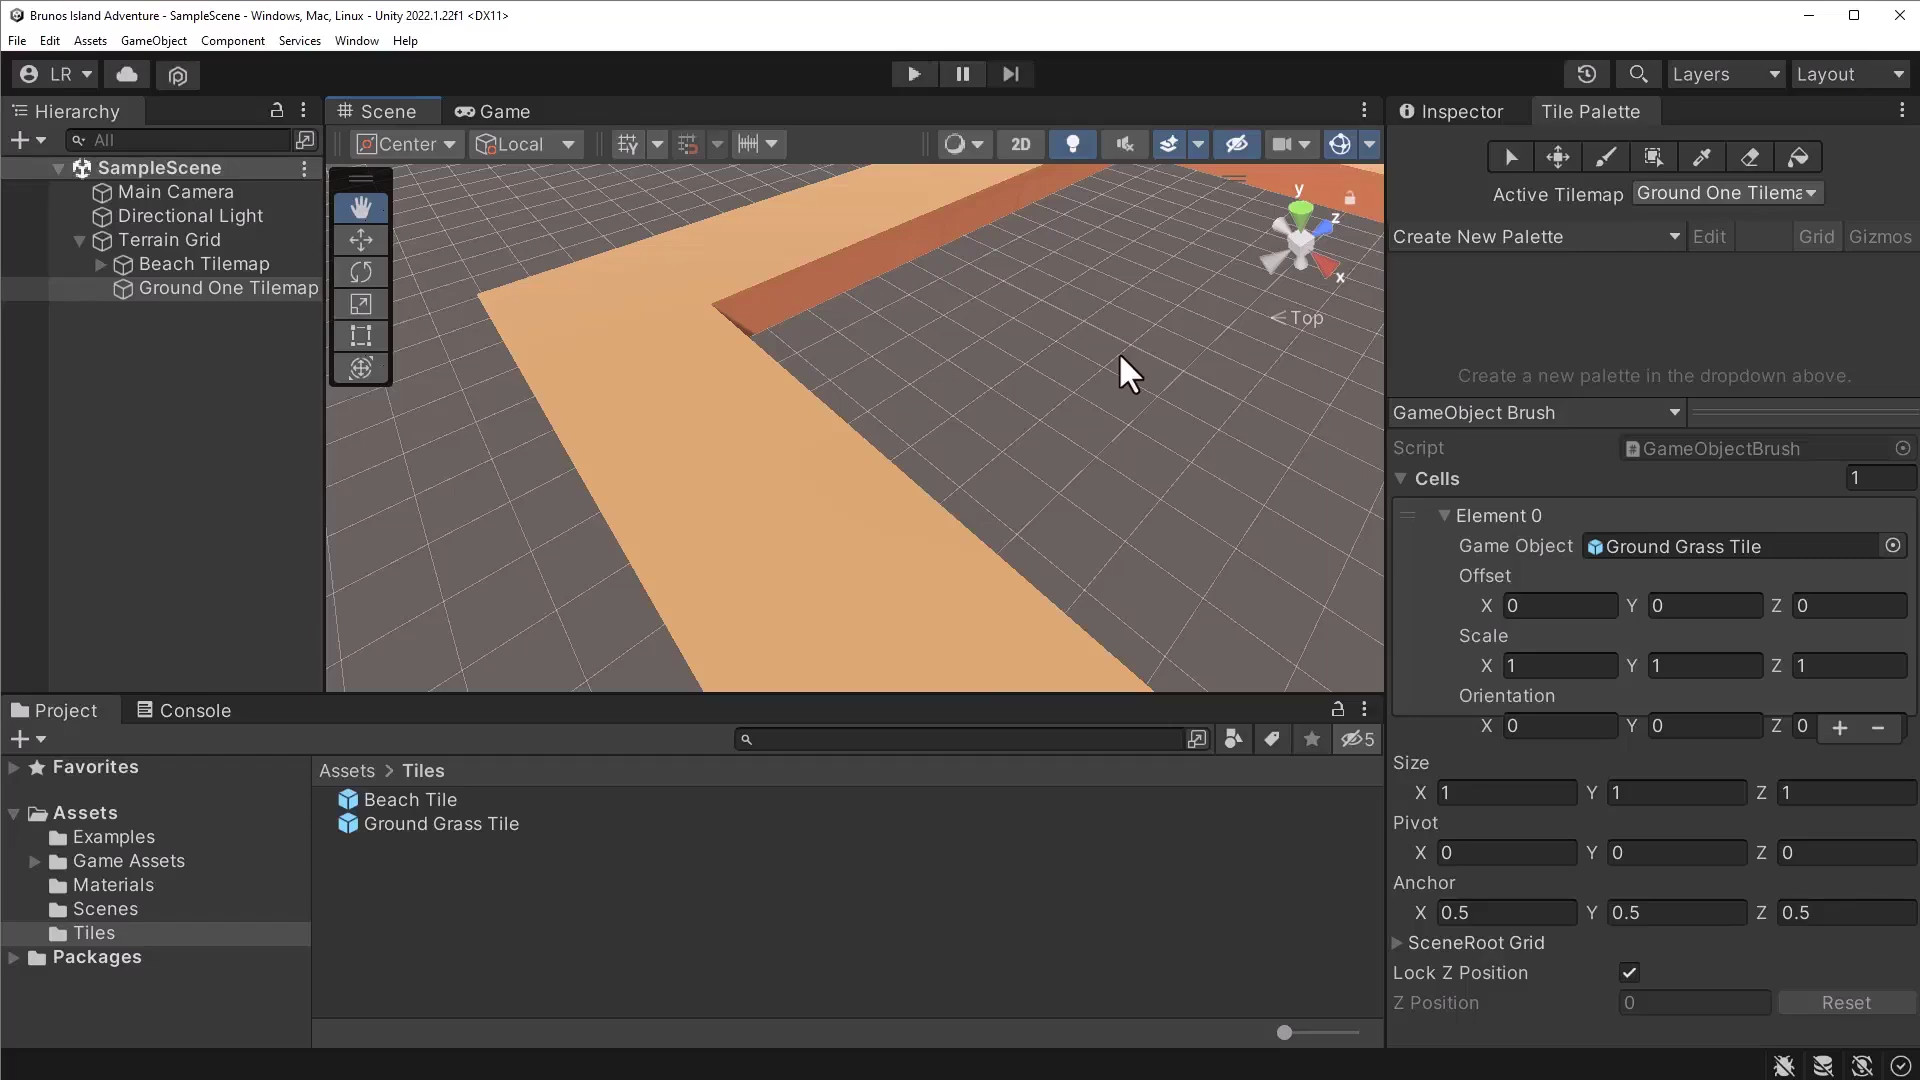 Brunos Island Adventure - SampleScene - Windows, Mac, Linux - Unity 2022.1.22f1 <DX11>
File Edit Assets GameObject Component Services Window Help
LR
Layers
Layout
Hierarchy
All
SampleScene
Main Camera
Directional Light
Terrain Grid
Beach Tilemap
Ground One Tilemap
Scene
Game
Center
Local
2D
y
z
x
Top
Inspector
Tile Palette
Active Tilemap Ground One Tilema
Create New Palette
Edit
Grid
Gizmos
Create a new palette in the dropdown above.
GameObject Brush
Script GameObjectBrush
Cells 1
Element 0
Game Object Ground Grass Tile
Offset
X 0 Y 0 Z 0
Scale
X 1 Y 1 Z 1
Orientation
X 0 Y 0 Z 0 + -
Size
X 1 Y 1 Z 1
Pivot
X 0 Y 0 Z 0
Anchor
X 0.5 Y 0.5 Z 0.5
SceneRoot Grid
Lock Z Position
Z Position 0 Reset
Project
Console
5
Favorites
Assets
Examples
Game Assets
Materials
Scenes
Tiles
Packages
Assets > Tiles
Beach Tile
Ground Grass Tile